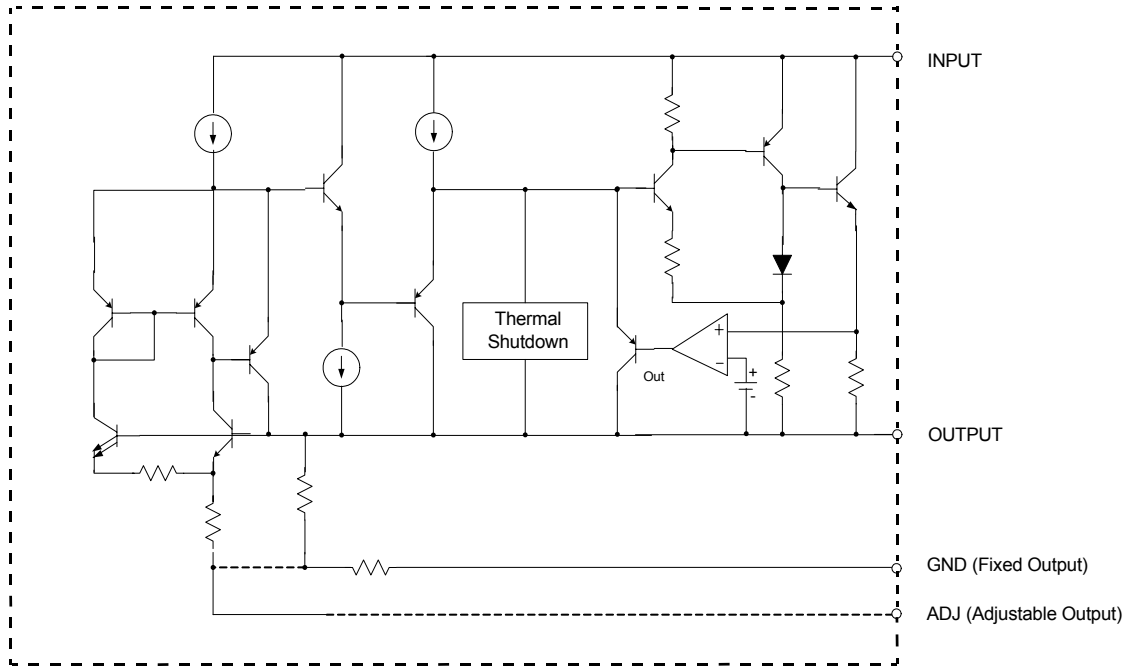 INPUT
Thermal
Shutdown
+
−
Out
+
-
OUTPUT
GND (Fixed Output)
ADJ (Adjustable Output)